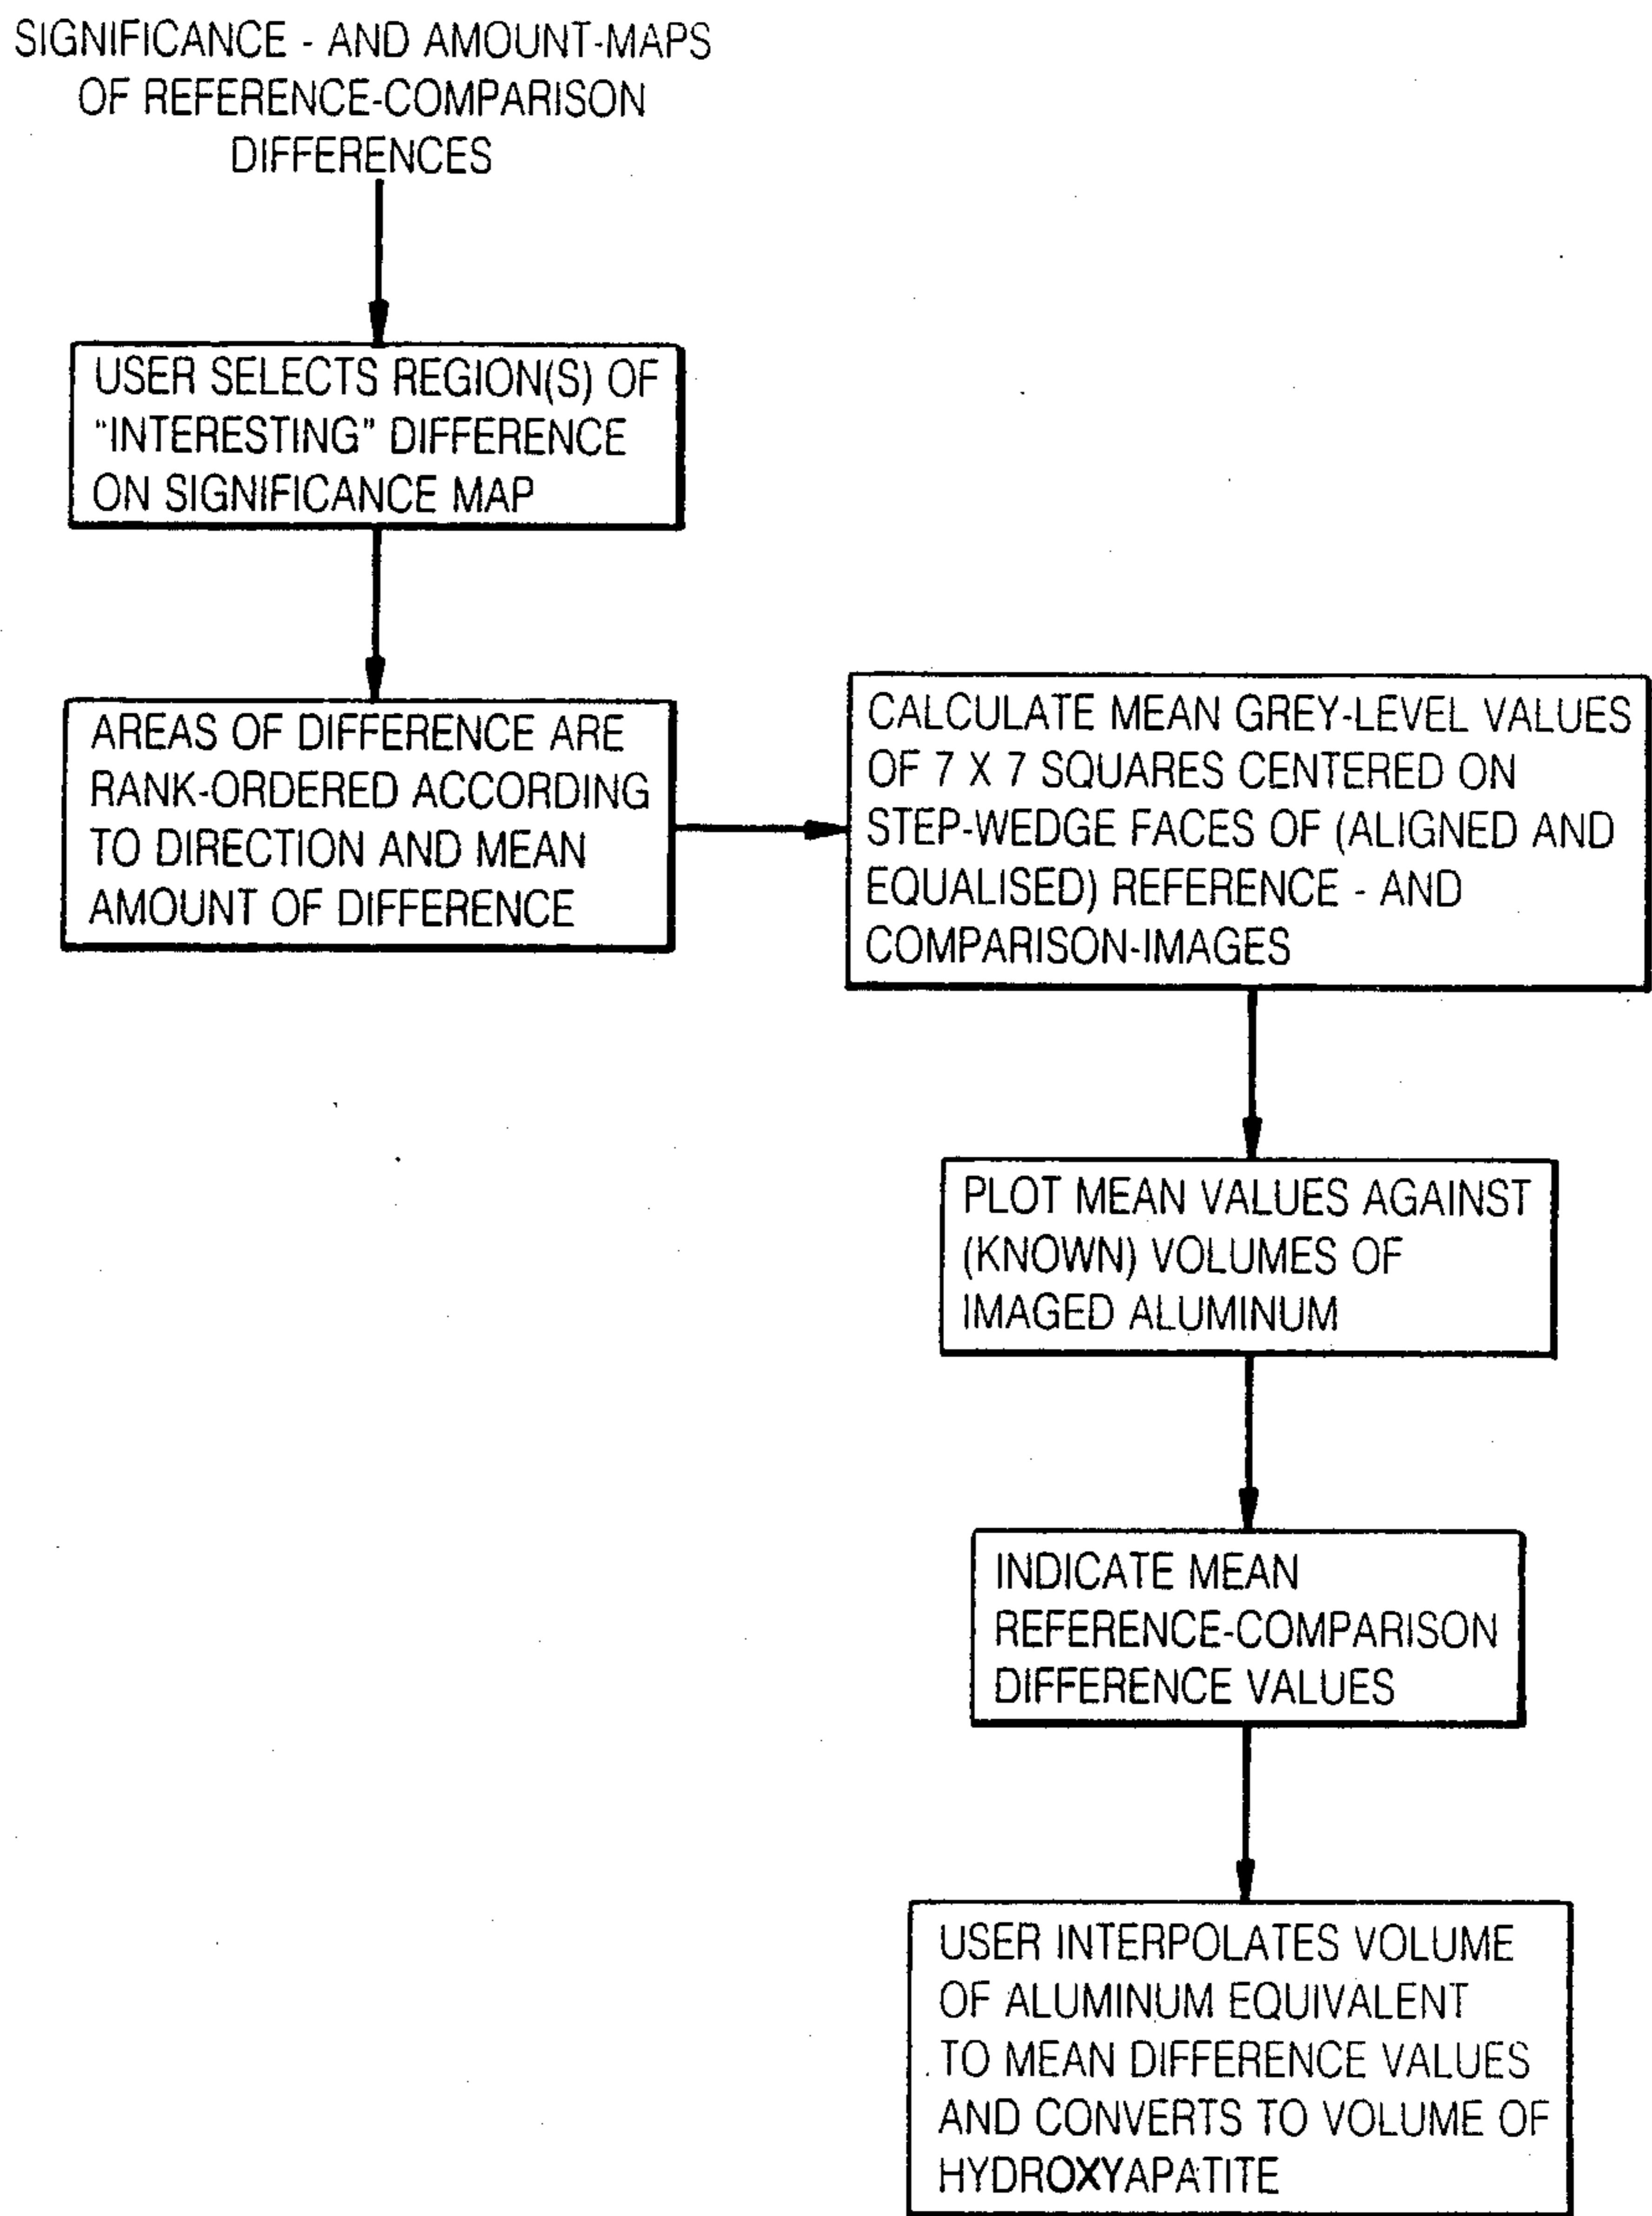 SIGNIFICANCE - AND AMOUNT-MAPS
OF REFERENCE-COMPARISON
DIFFERENCES
USER SELECTS REGION(S) OF
"INTERESTING" DIFFERENCE
ON SIGNIFICANCE MAP
AREAS OF DIFFERENCE ARE
RANK-ORDERED ACCORDING
TO DIRECTION AND MEAN
AMOUNT OF DIFFERENCE
CALCULATE MEAN GREY-LEVEL VALUES
OF 7 X 7 SQUARES CENTERED ON
STEP-WEDGE FACES OF (ALIGNED AND
EQUALISED) REFERENCE - AND
COMPARISON-IMAGES
PLOT MEAN VALUES AGAINST
(KNOWN) VOLUMES OF
IMAGED ALUMINUM
INDICATE MEAN
REFERENCE-COMPARISON
DIFFERENCE VALUES
USER INTERPOLATES VOLUME
OF ALUMINUM EQUIVALENT
TO MEAN DIFFERENCE VALUES
AND CONVERTS TO VOLUME OF
HYDROXYAPATITE